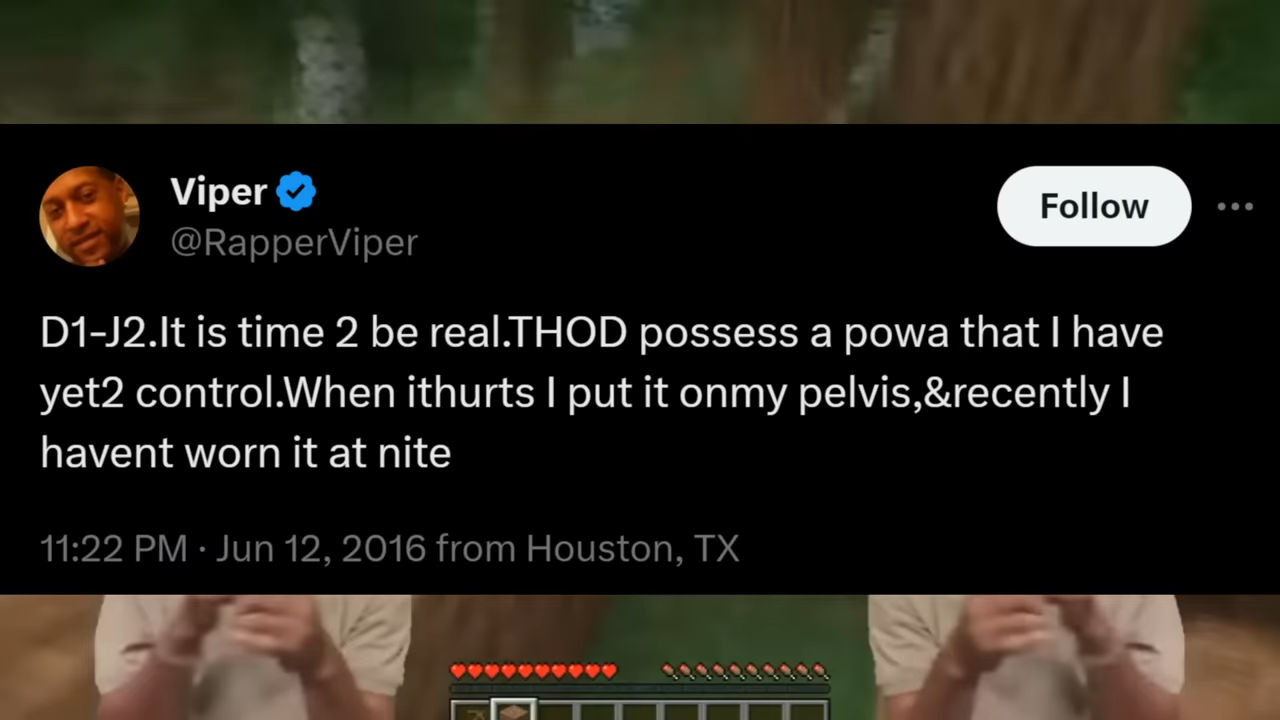 Viper
@RapperViper
Follow
D1-J2.It is time 2 be real.THOD possess a powa that I have
yet2 control.When ithurts I put it onmy pelvis,&recently I
havent worn it at nite
11:22 PM · Jun 12, 2016 from Houston, TX